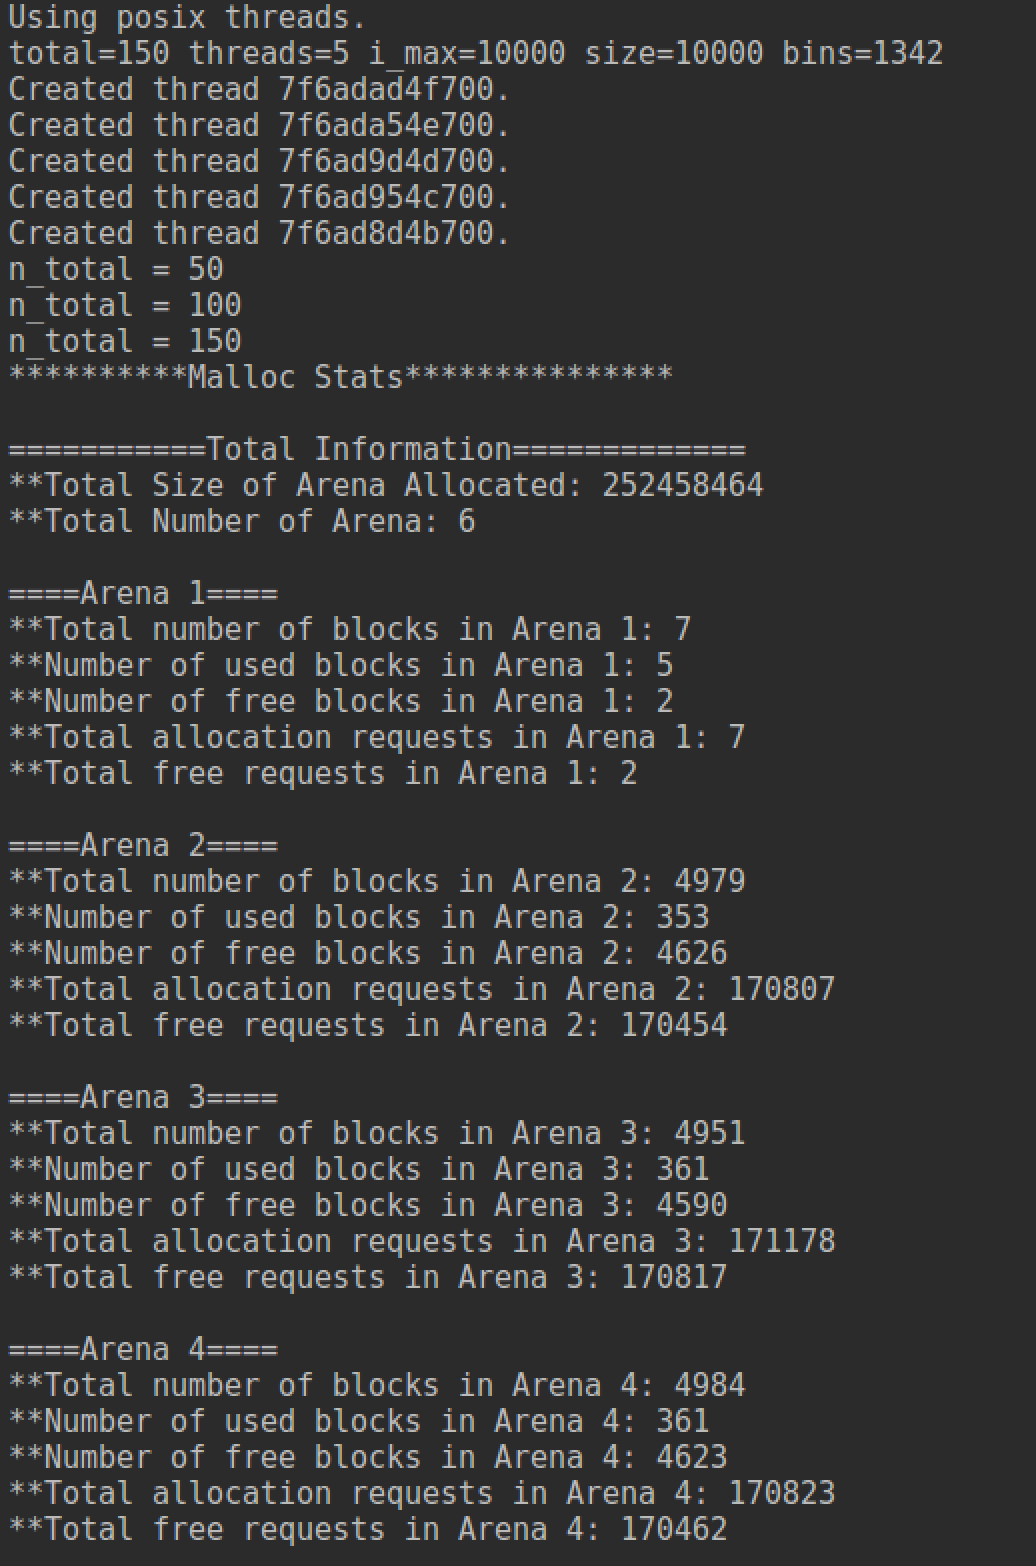 Using posix threads.
total=150 threads=5 i_max=10000 size=10000 bins=1342
Created thread 7f6adad4f700.
Created thread 7f6ada54e700.
Created thread 7f6ad9d4d700.
Created thread 7f6ad954c700.
Created thread 7f6ad8d4b700.
n_total = 50
n_total = 100
n_total = 150
**********Malloc Stats***************
===========Total Information=============
**Total Size of Arena Allocated: 252458464
**Total Number of Arena: 6
====Arena 1====
**Total number of blocks in Arena 1: 7
**Number of used blocks in Arena 1: 5
**Number of free blocks in Arena 1: 2
**Total allocation requests in Arena 1: 7
**Total free requests in Arena 1: 2
====Arena 2====
**Total number of blocks in Arena 2: 4979
**Number of used blocks in Arena 2: 353
**Number of free blocks in Arena 2: 4626
**Total allocation requests in Arena 2: 170807
**Total free requests in Arena 2: 170454
====Arena 3====
**Total number of blocks in Arena 3: 4951
**Number of used blocks in Arena 3: 361
**Number of free blocks in Arena 3: 4590
**Total allocation requests in Arena 3: 171178
**Total free requests in Arena 3: 170817
====Arena 4====
**Total number of blocks in Arena 4: 4984
**Number of used blocks in Arena 4: 361
**Number of free blocks in Arena 4: 4623
**Total allocation requests in Arena 4: 170823
**Total free requests in Arena 4: 170462